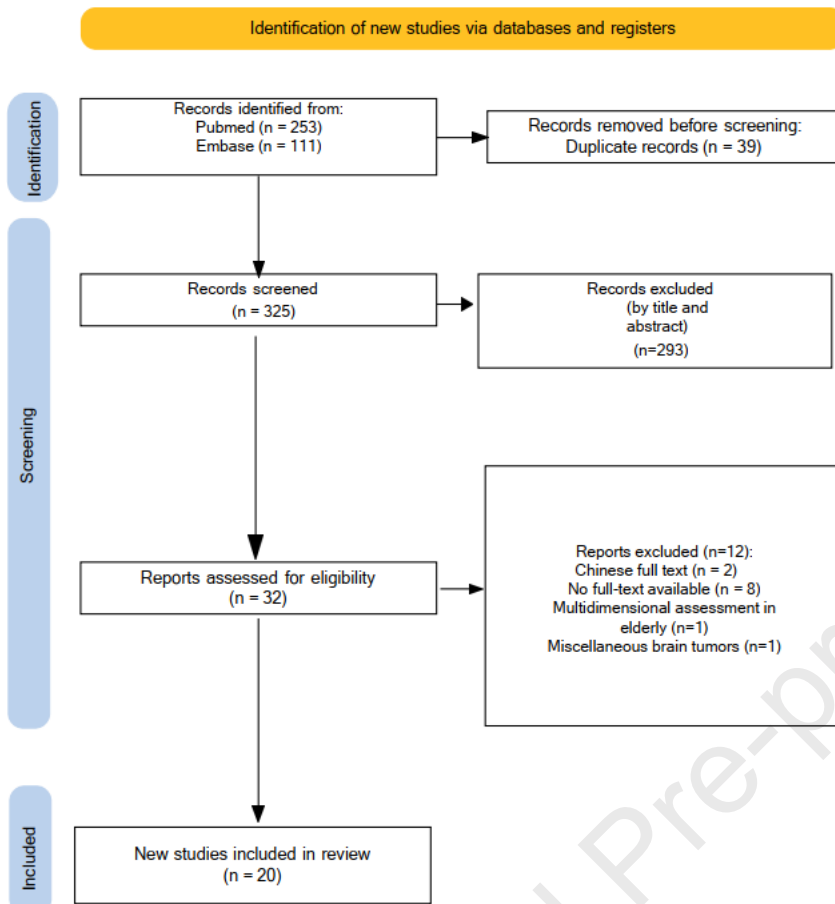 Identification of new studies via databases and registers
Identification
Records identified from:
Pubmed (n = 253)
Embase (n = 111)
Records removed before screening:
Duplicate records (n = 39)
Screening
Records screened
(n = 325)
Records excluded
(by title and
abstract)
(n=293)
Reports assessed for eligibility
(n = 32)
Reports excluded (n=12):
Chinese full text (n = 2)
No full-text available (n = 8)
Multidimensional assessment in
elderly (n=1)
Miscellaneous brain tumors (n=1)
Included
New studies included in review
(n = 20)